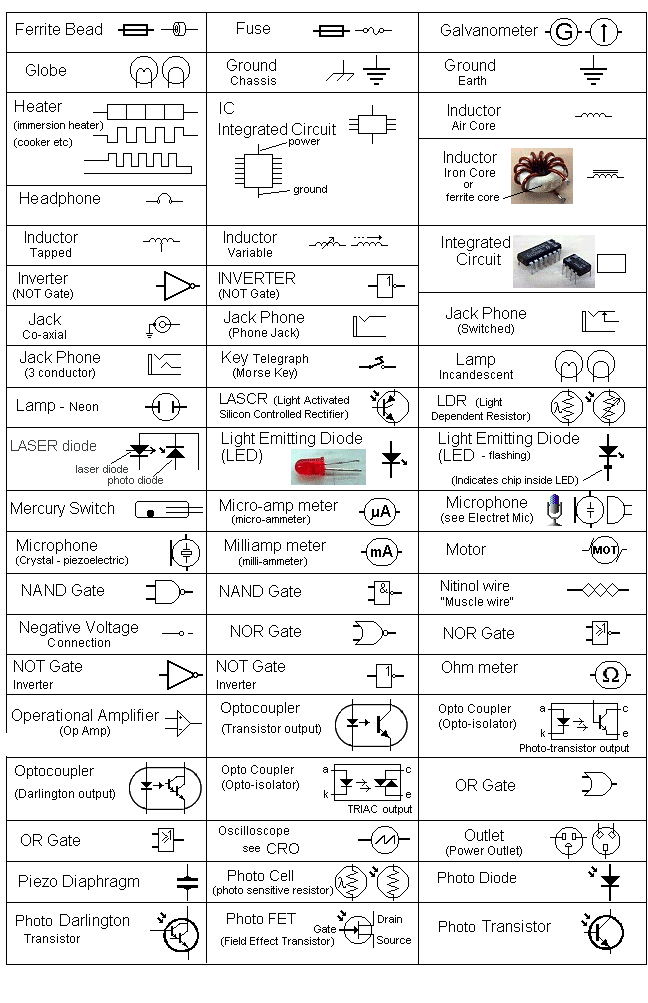 Ferrite Bead
Fuse
Galvanometer
G
Globe
Ground
Chassis
Ground
Earth
Heater
(immersion heater)
(cooker etc)
IC
Integrated Circuit
power
ground
Inductor
Air Core
Inductor
Iron Core
or
ferrite core
Headphone
Inductor
Tapped
Inductor
Variable
Integrated
Circuit
Inverter
(NOT Gate)
INVERTER
(NOT Gate)
1
Jack
Co-axial
Jack Phone
(Phone Jack)
Jack Phone
(Switched)
Jack Phone
(3 conductor)
Key Telegraph
(Morse Key)
Lamp
Incandescent
Lamp - Neon
LASCR (Light Activated
Silicon Controlled Rectifier)
LDR (Light
Dependent Resistor)
λ
LASER diode
laser diode
photo diode
Light Emitting Diode
(LED)
Light Emitting Diode
(LED - flashing)
(Indicates chip inside LED)
Mercury Switch
Micro-amp meter
(micro-ammeter)
µA
Microphone
(see Electret Mic)
Microphone
(Crystal - piezoelectric)
Milliamp meter
(milli-ammeter)
mA
Motor
MOT
NAND Gate
NAND Gate
&
Nitinol wire
"Muscle wire"
Negative Voltage
Connection
NOR Gate
NOR Gate
≥1
NOT Gate
Inverter
NOT Gate
Inverter
1
Ohm meter
Ω
Operational Amplifier
(Op Amp)
- +
Optocoupler
(Transistor output)
Opto Coupler
(Opto-isolator)
a c
k e
Photo-transistor output
Optocoupler
(Darlington output)
Opto Coupler
(Opto-isolator)
a c
k e
TRIAC output
OR Gate
OR Gate
≥1
Oscilloscope
see CRO
Outlet
(Power Outlet)
Piezo Diaphragm
Photo Cell
(photo sensitive resistor)
λ
Photo Diode
Photo Darlington
Transistor
Photo FET
(Field Effect Transistor)
Gate
Drain
Source
Photo Transistor